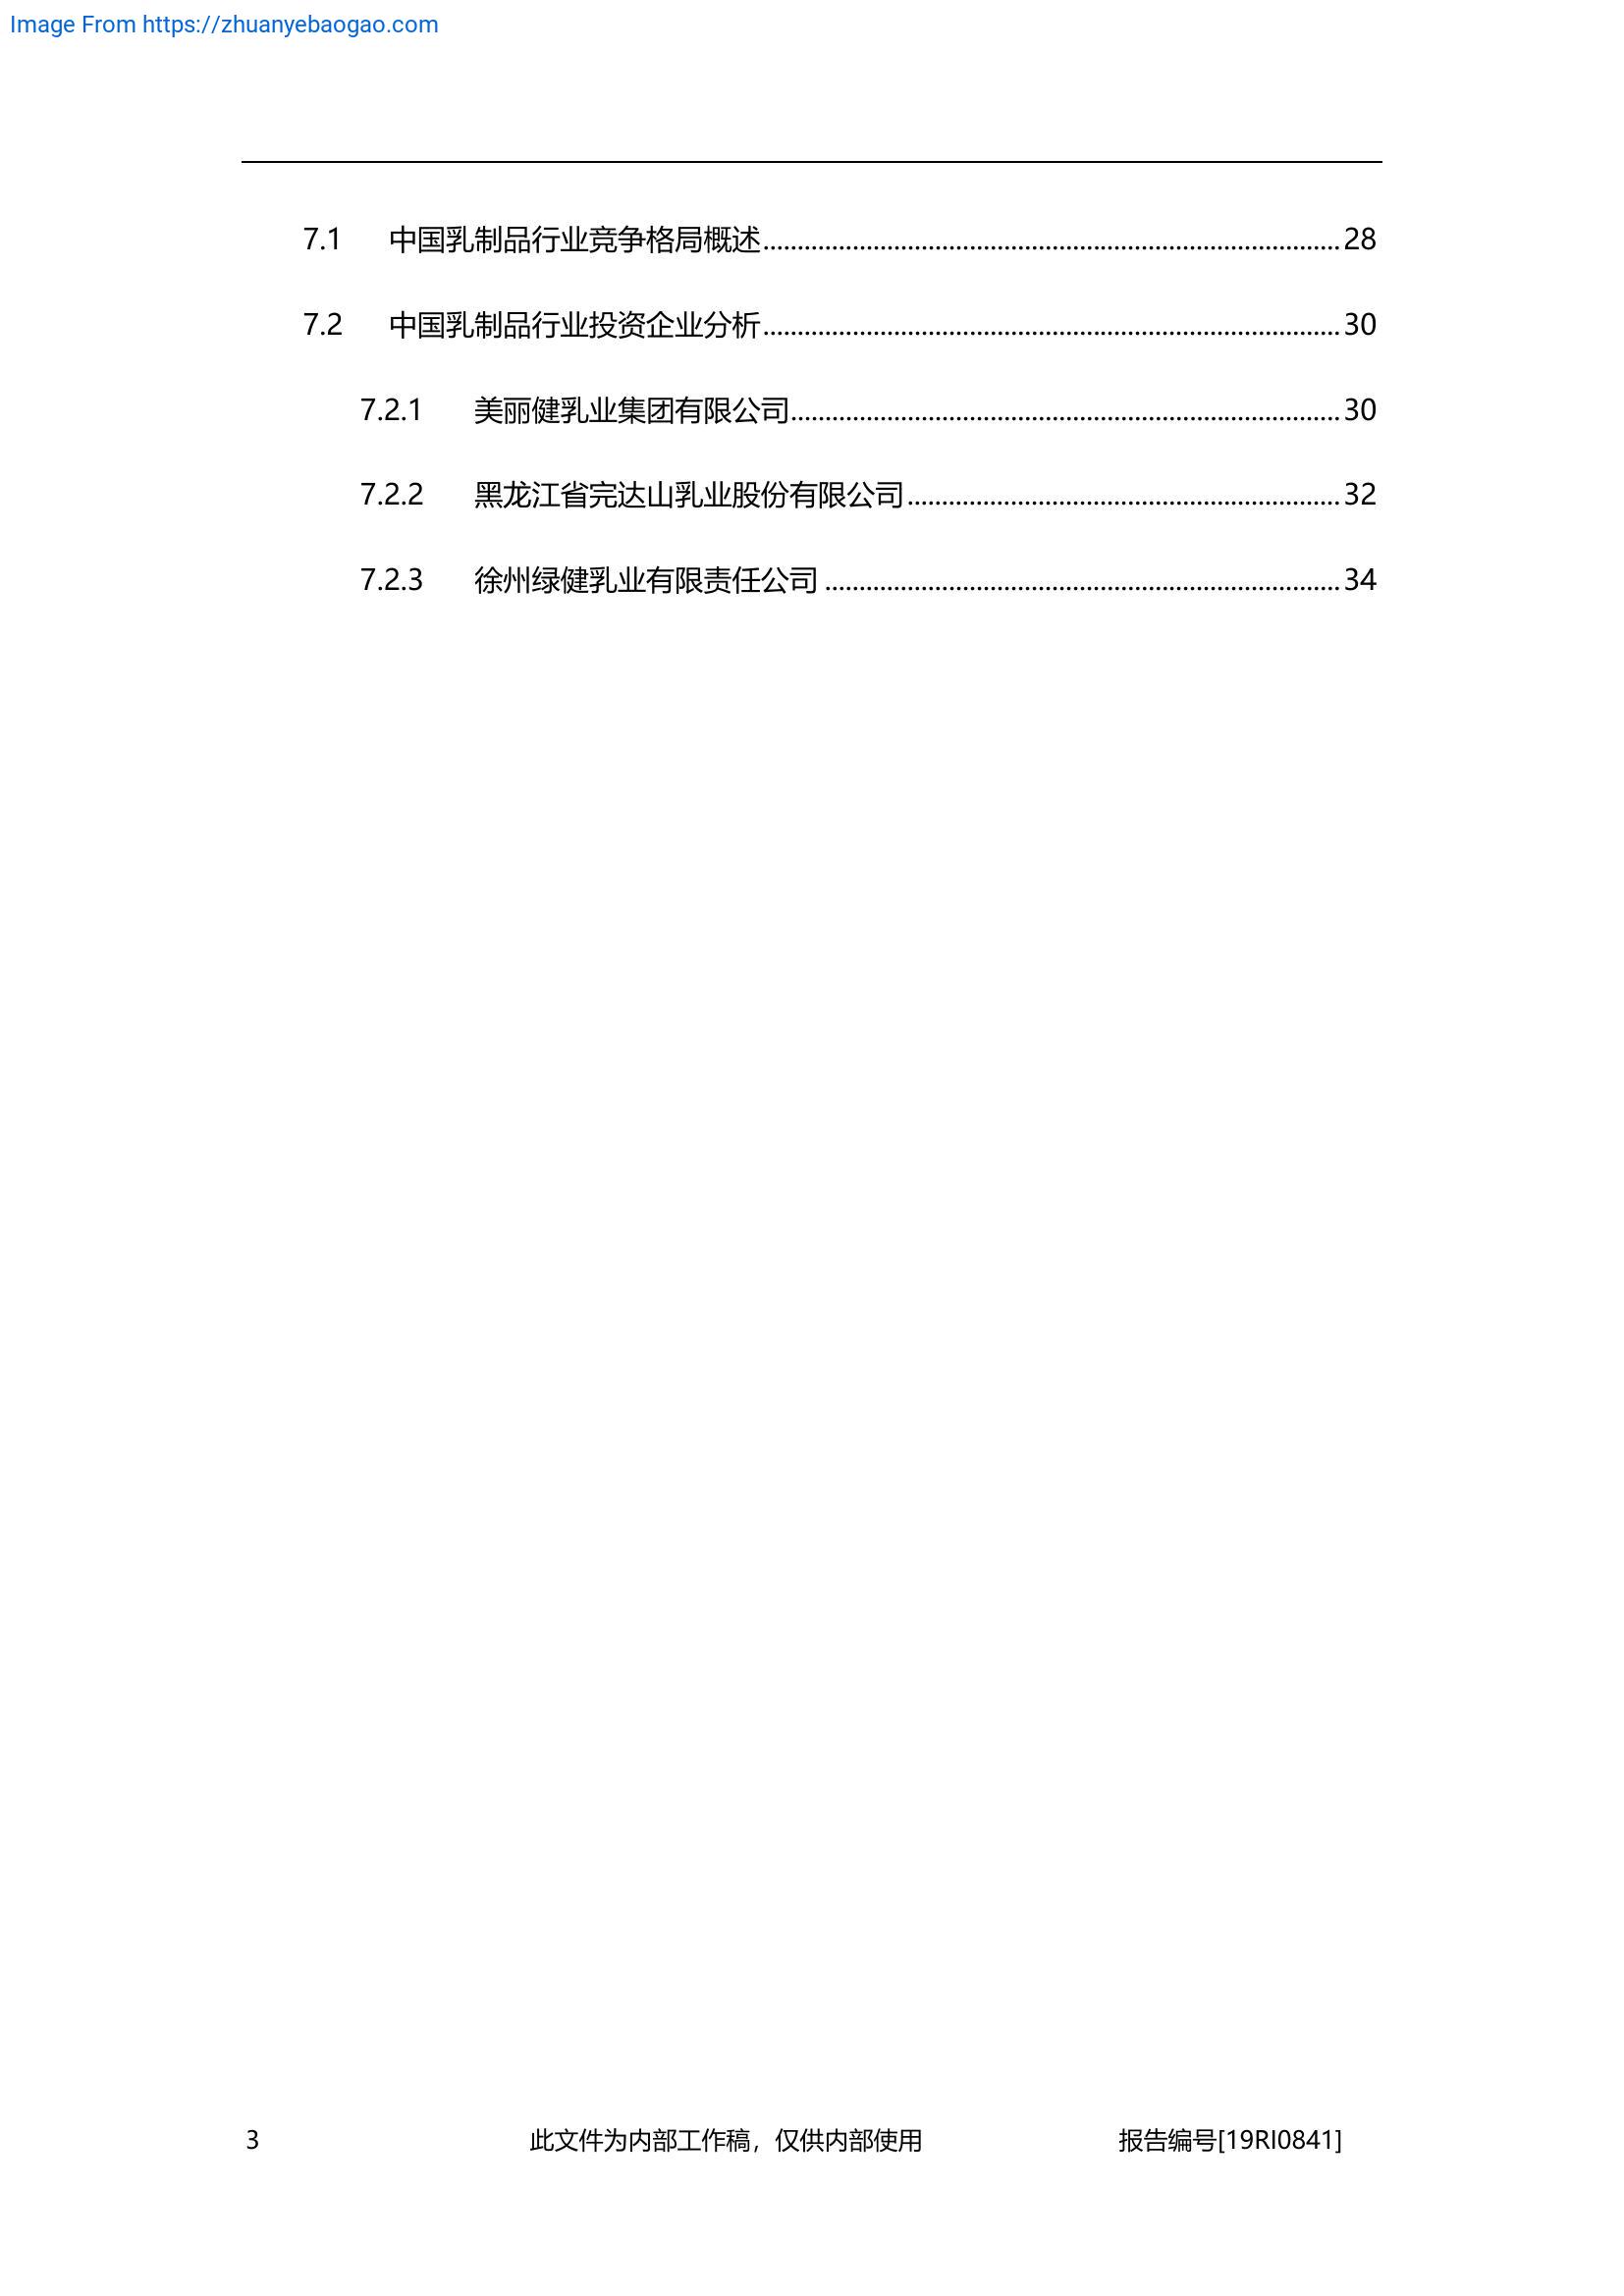 Image From https://zhuanyebaogao.com
7.1 中国乳制品行业竞争格局概述 28
7.2 中国乳制品行业投资企业分析 30
7.2.1 美丽健乳业集团有限公司 30
7.2.2 黑龙江省完达山乳业股份有限公司 32
7.2.3 徐州绿健乳业有限责任公司 34
3 此文件为内部工作稿，仅供内部使用 报告编号[19RI0841]